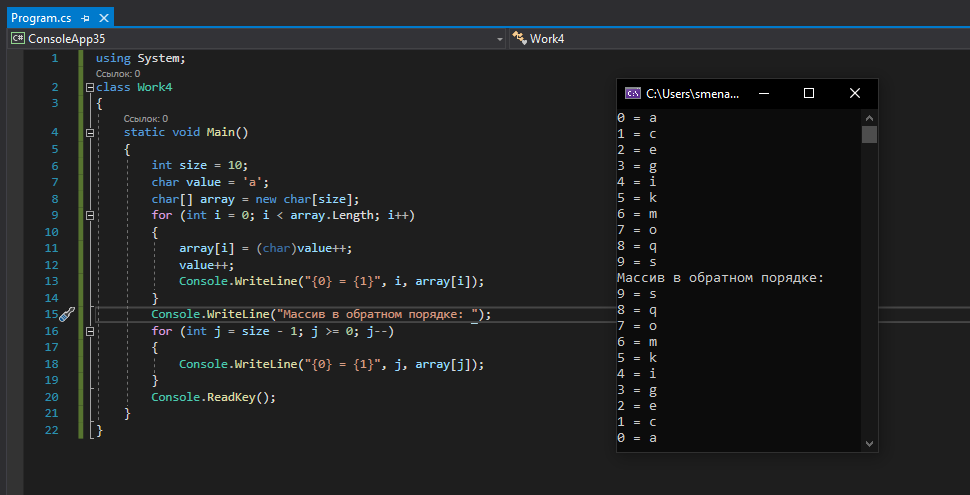 Program.cs
ConsoleApp35
Work4
1 using System;
Ссылок: 0
2 class Work4
3 {
Ссылок: 0
4 static void Main()
5 {
6 int size = 10;
7 char value = 'a';
8 char[] array = new char[size];
9 for (int i = 0; i < array.Length; i++)
10 {
11 array[i] = (char)value++;
12 value++;
13 Console.WriteLine("{0} = {1}", i, array[i]);
14 }
15 Console.WriteLine("Массив в обратном порядке: ");
16 for (int j = size - 1; j >= 0; j--)
17 {
18 Console.WriteLine("{0} = {1}", j, array[j]);
19 }
20 Console.ReadKey();
21 }
22 }
C:\Users\smena...
0 = a
1 = c
2 = e
3 = g
4 = i
5 = k
6 = m
7 = o
8 = q
9 = s
Массив в обратном порядке:
9 = s
8 = q
7 = o
6 = m
5 = k
4 = i
3 = g
2 = e
1 = c
0 = a